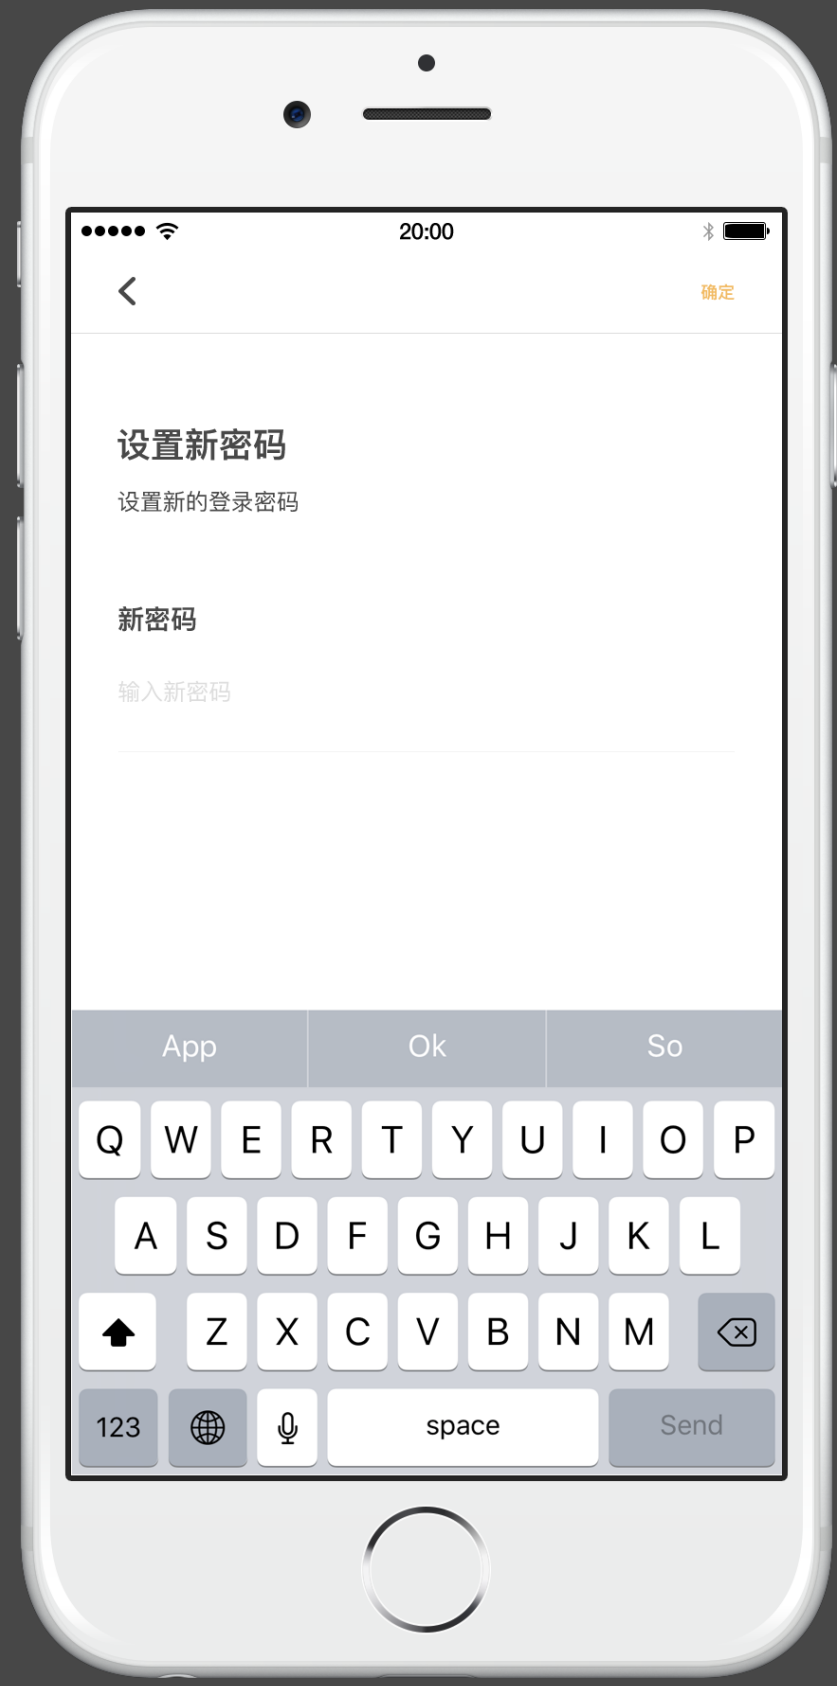 20:00
确定
设置新密码
设置新的登录密码
新密码
输入新密码
App Ok So
Q W E R T Y U I O P
A S D F G H J K L
Z X C V B N M
123 space Send